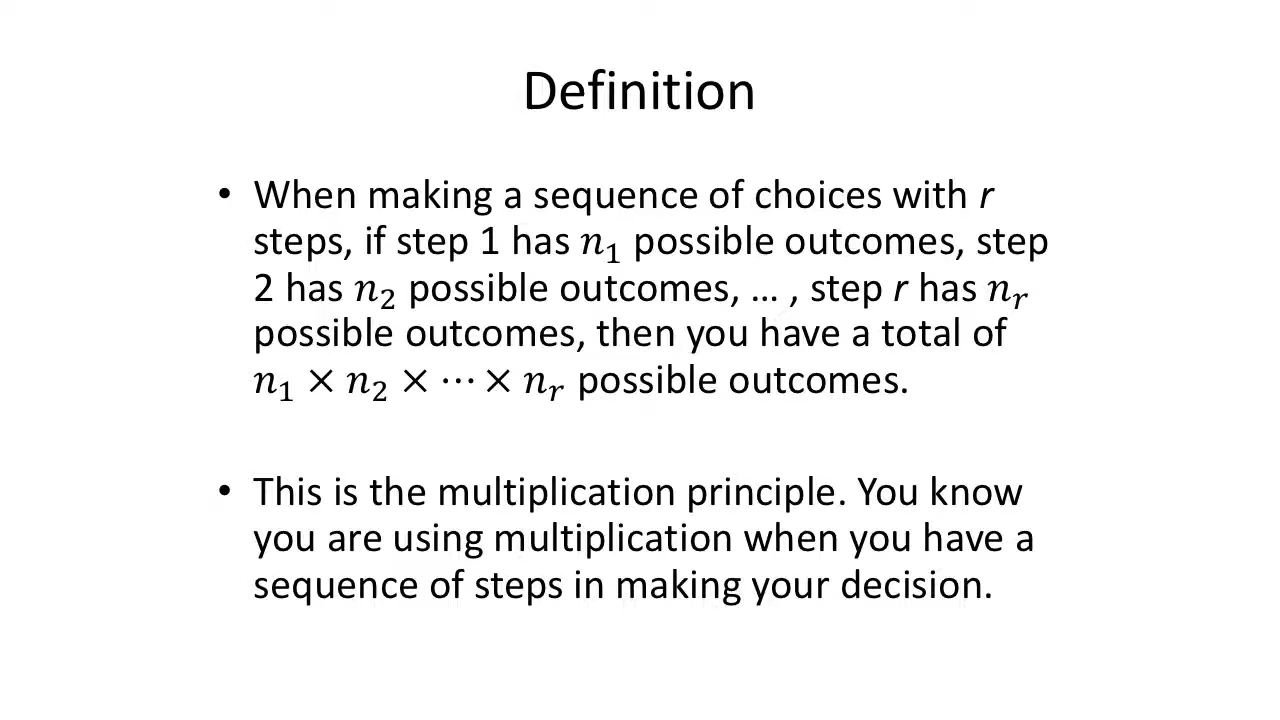 Definition
• When making a sequence of choices with r
steps, if step 1 has n₁ possible outcomes, step
2 has n₂ possible outcomes, … , step r has nᵣ
possible outcomes, then you have a total of
n₁ × n₂ × ⋯ × nᵣ possible outcomes.
• This is the multiplication principle. You know
you are using multiplication when you have a
sequence of steps in making your decision.